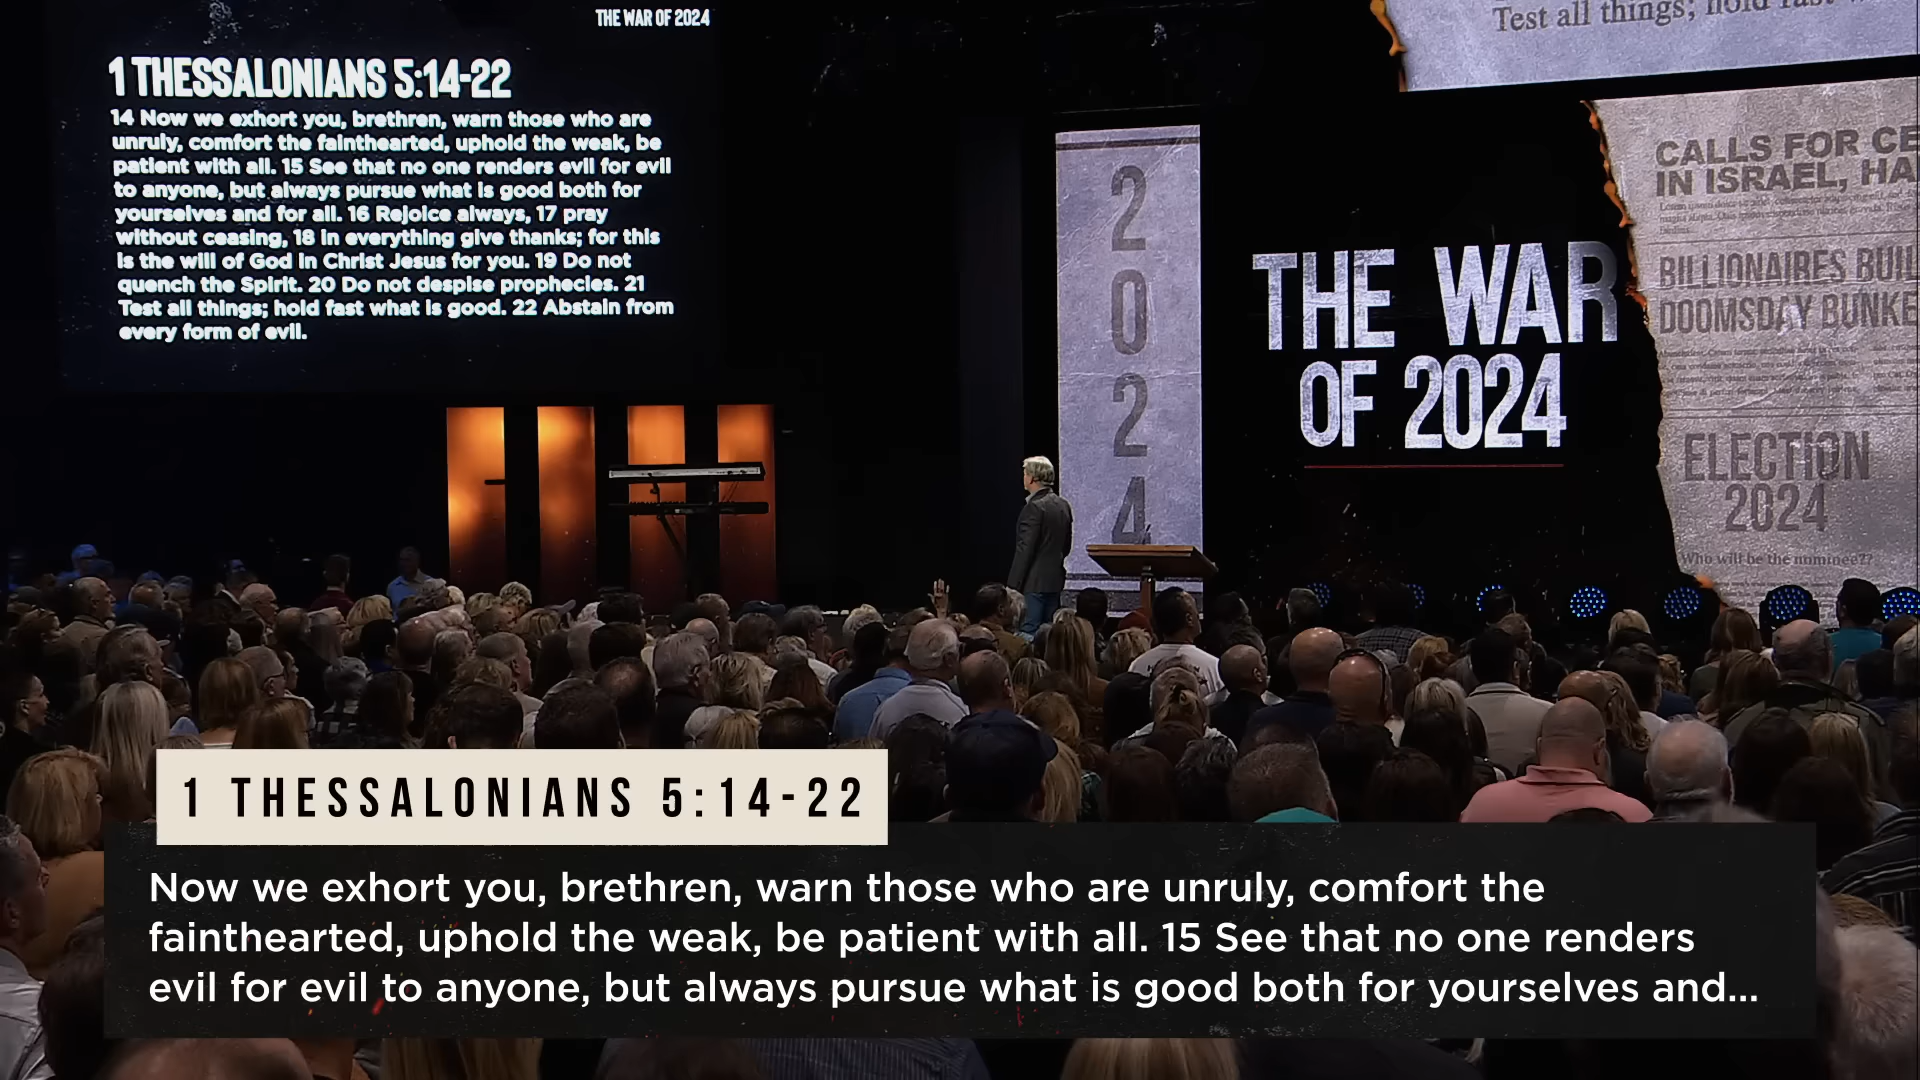 THE WAR OF 2024
1 THESSALONIANS 5:14-22
14 Now we exhort you, brethren, warn those who are
unruly, comfort the fainthearted, uphold the weak, be
patient with all. 15 See that no one renders evil for evil
to anyone, but always pursue what is good both for
yourselves and for all. 16 Rejoice always, 17 pray
without ceasing, 18 in everything give thanks; for this
is the will of God in Christ Jesus for you. 19 Do not
quench the Spirit. 20 Do not despise prophecies. 21
Test all things; hold fast what is good. 22 Abstain from
every form of evil.
2
0
2
4
THE WAR
OF 2024
Test all things; hold fast
CALLS FOR CE
IN ISRAEL, HA
BILLIONAIRES BUIL
DOOMSDAY BUNKE
ELECTION
2024
Who will be the nominee??
1 THESSALONIANS 5:14-22
Now we exhort you, brethren, warn those who are unruly, comfort the
fainthearted, uphold the weak, be patient with all. 15 See that no one renders
evil for evil to anyone, but always pursue what is good both for yourselves and...